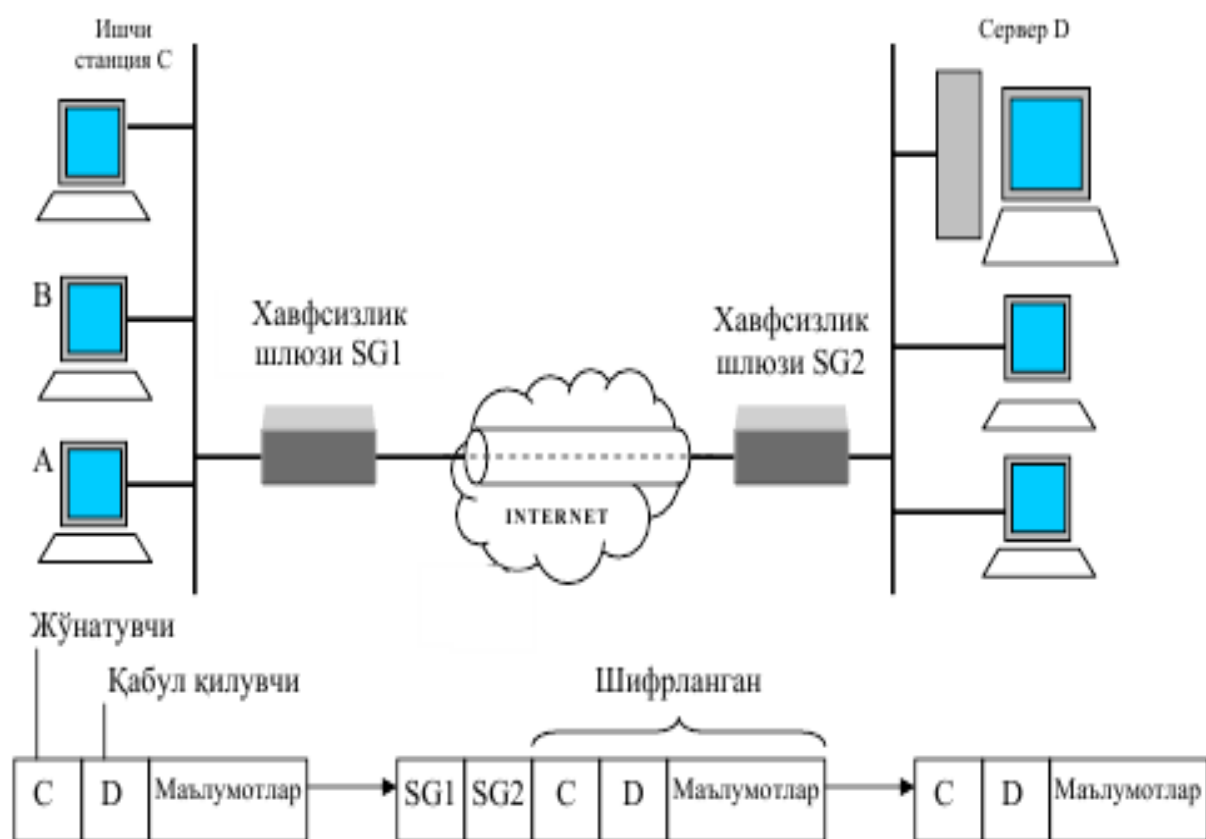 Ишчи
станция C
Сервер D
B
Хавфсизлик
шлюзи SG1
Хавфсизлик
шлюзи SG2
A
INTERNET
Жўнатувчи
Қабул қилувчи
Шифрланган
C D Маълумотлар
SG1 SG2 C D Маълумотлар
C D Маълумотлар